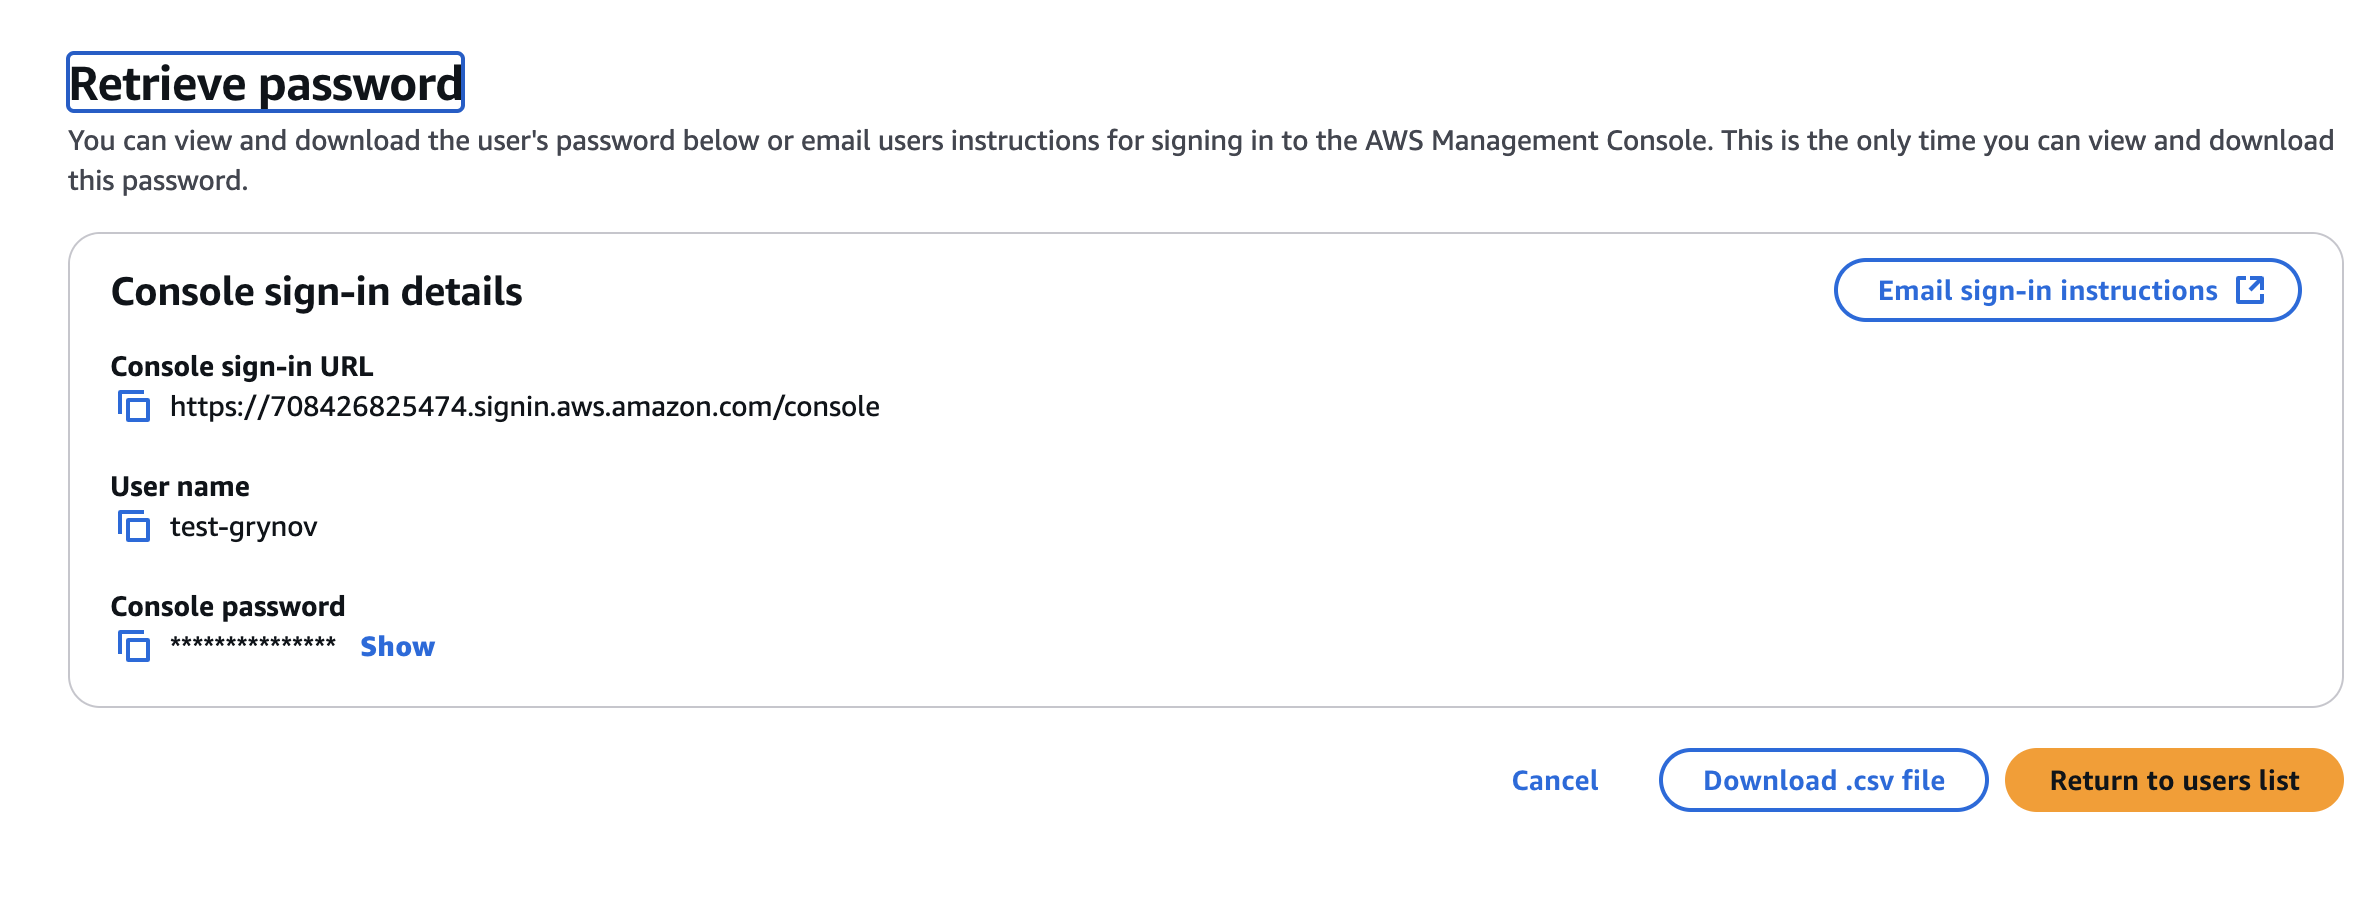 Retrieve password
You can view and download the user's password below or email users instructions for signing in to the AWS Management Console. This is the only time you can view and download
this password.
Console sign-in details
Email sign-in instructions
Console sign-in URL
https://708426825474.signin.aws.amazon.com/console
User name
test-grynov
Console password
*************** Show
Cancel
Download .csv file
Return to users list